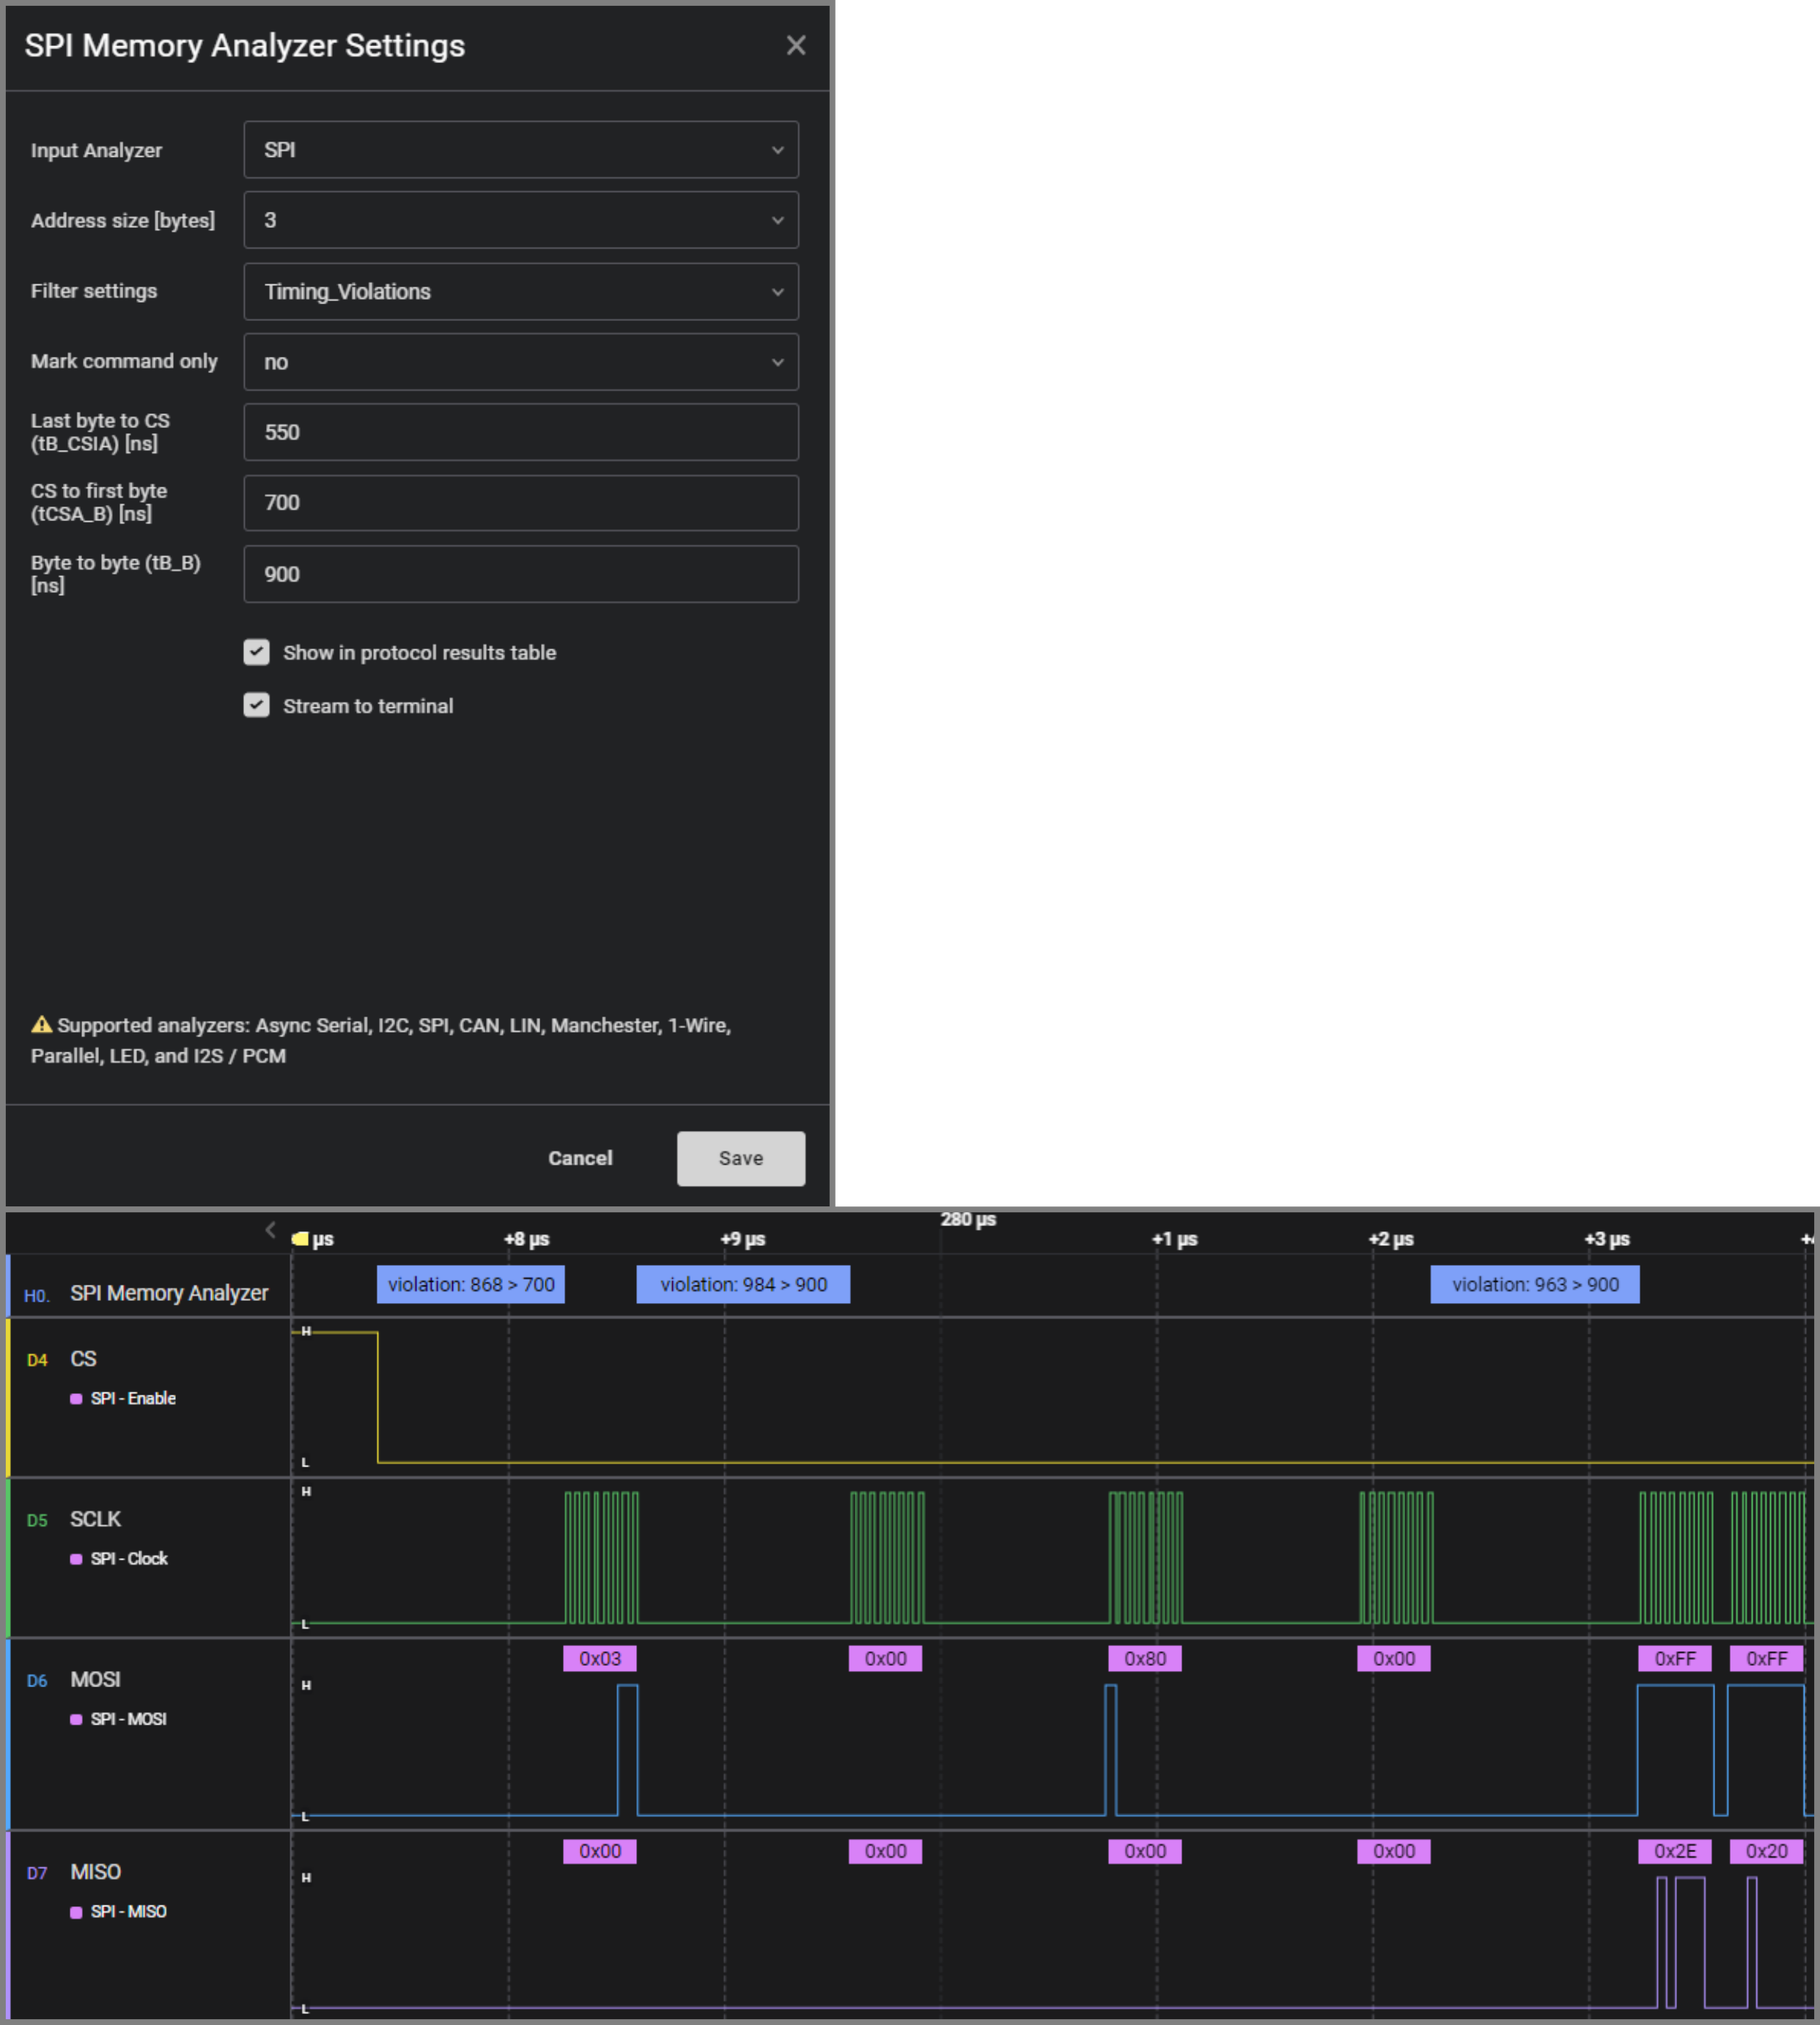 SPI Memory Analyzer Settings
Input Analyzer
SPI
Address size [bytes]
3
Filter settings
Timing_Violations
Mark command only
no
Last byte to CS
(tB_CSIA) [ns]
550
CS to first byte
(tCSA_B) [ns]
700
Byte to byte (tB_B)
[ns]
900
Show in protocol results table
Stream to terminal
Supported analyzers: Async Serial, I2C, SPI, CAN, LIN, Manchester, 1-Wire,
Parallel, LED, and I2S / PCM
Cancel
Save
280 µs
µs +8 µs +9 µs +1 µs +2 µs +3 µs
H0. SPI Memory Analyzer
violation: 868 > 700
violation: 984 > 900
violation: 963 > 900
D4 CS
SPI - Enable
H
L
D5 SCLK
SPI - Clock
H
L
D6 MOSI
SPI - MOSI
0x03 0x00 0x80 0x00 0xFF 0xFF
H
L
D7 MISO
SPI - MISO
0x00 0x00 0x00 0x00 0x2E 0x20
H
L